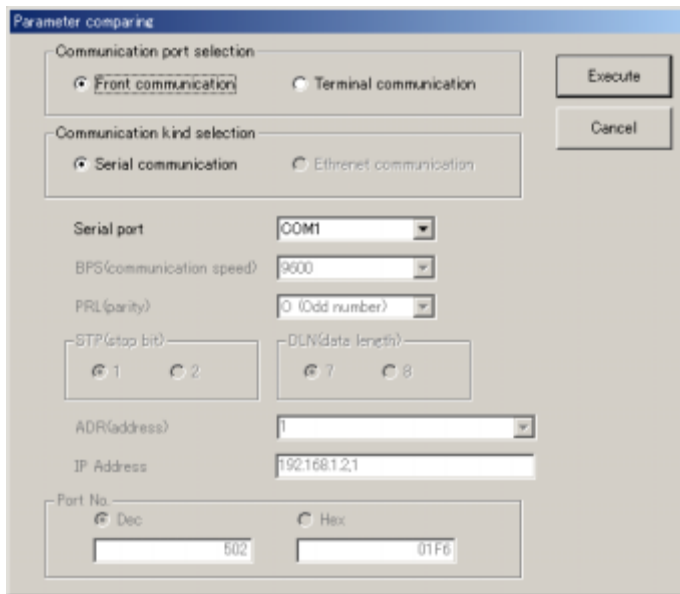 Parameter comparing
Communication port selection
Front communication Terminal communication
Execute
Communication kind selection
Cancel
Serial communication Ethrenet communication
Serial port COM1
BPS(communication speed) 9600
PRL(parity) O (Odd number)
STP(stop bit) DLN(data length)
1 2 7 8
ADR(address) 1
IP Address 192.168.1.2,1
Port No.
Dec Hex
502 01F6